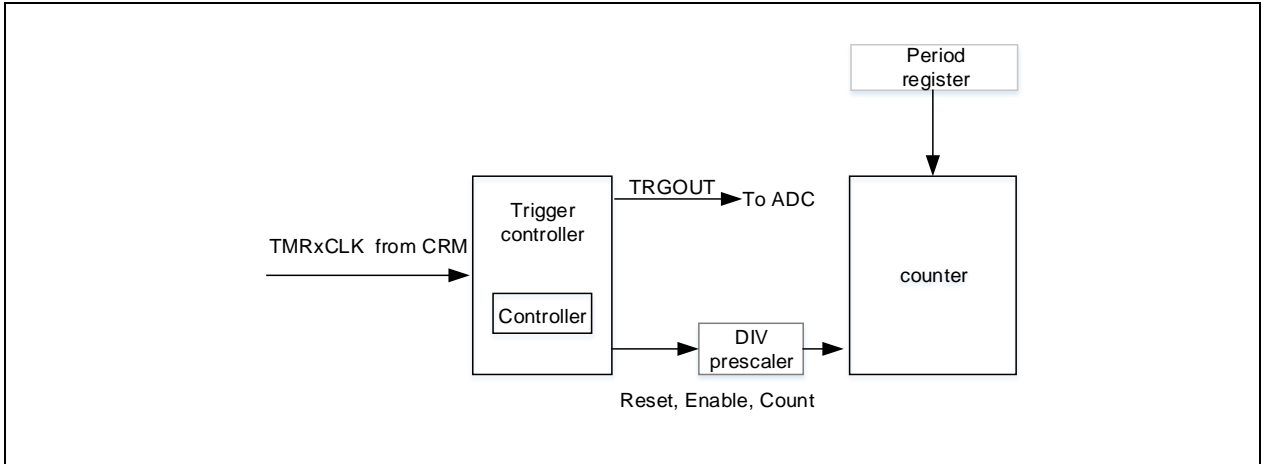 Period
register
TRGOUT
To ADC
Trigger
controller
TMRxCLK from CRM
counter
Controller
DIV
prescaler
Reset, Enable, Count